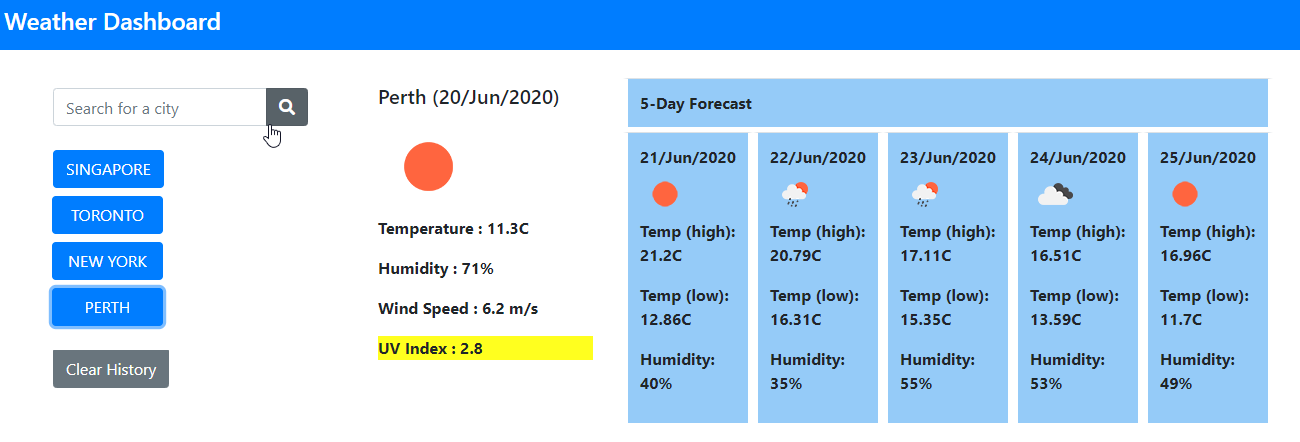 Weather Dashboard
Search for a city
SINGAPORE
TORONTO
NEW YORK
PERTH
Clear History
Perth (20/Jun/2020)
Temperature : 11.3C
Humidity : 71%
Wind Speed : 6.2 m/s
UV Index : 2.8
5-Day Forecast
21/Jun/2020
Temp (high):
21.2C
Temp (low):
12.86C
Humidity:
40%
22/Jun/2020
Temp (high):
20.79C
Temp (low):
16.31C
Humidity:
35%
23/Jun/2020
Temp (high):
17.11C
Temp (low):
15.35C
Humidity:
55%
24/Jun/2020
Temp (high):
16.51C
Temp (low):
13.59C
Humidity:
53%
25/Jun/2020
Temp (high):
16.96C
Temp (low):
11.7C
Humidity:
49%